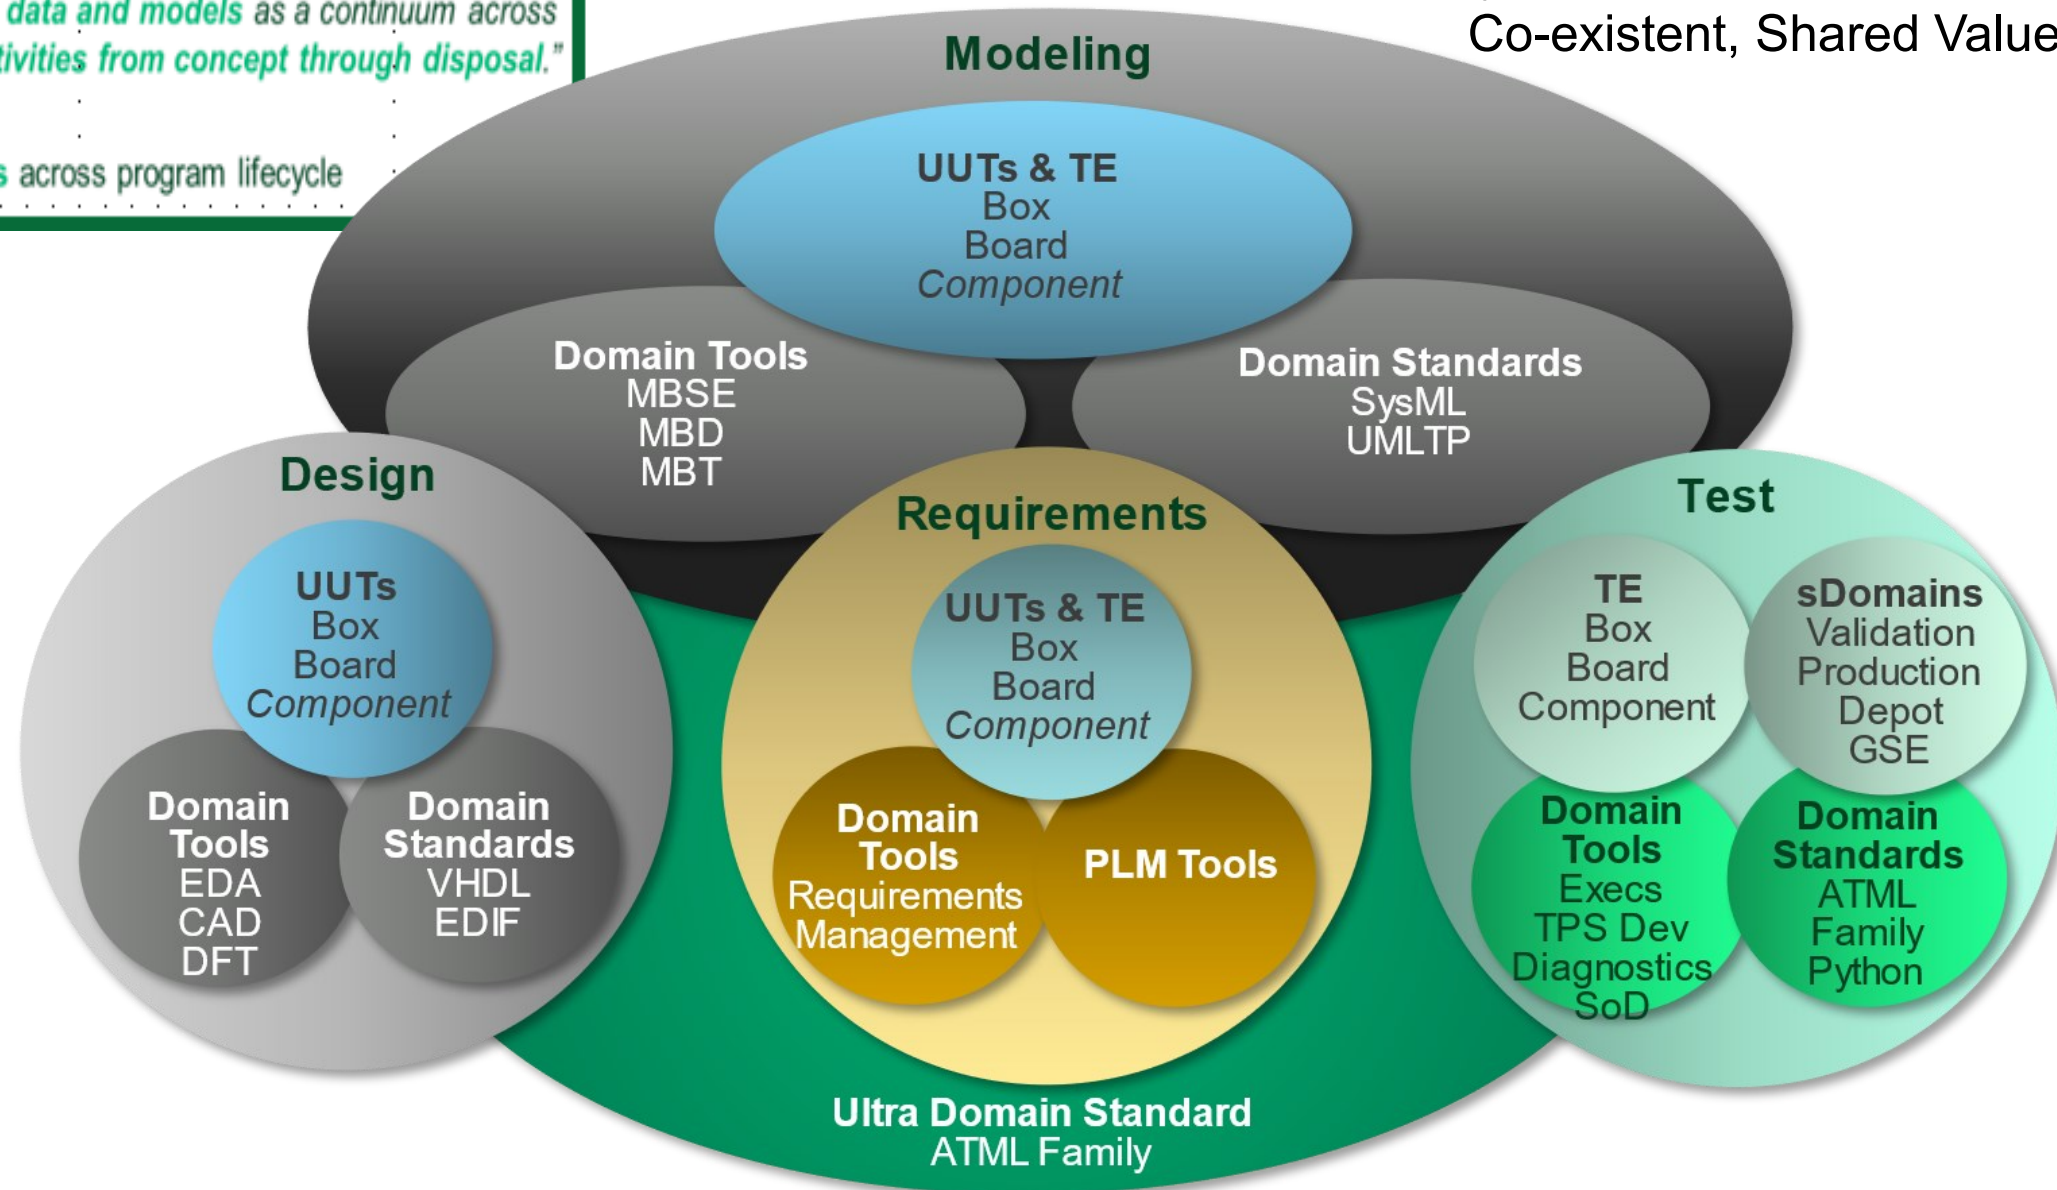 data and models as a continuum across
tivities from concept through disposal.”
s across program lifecycle
Co-existent, Shared Value
Modeling
UUTs & TE
Box
Board
Component
Domain Tools
MBSE
MBD
MBT
Domain Standards
SysML
UMLTP
Design
UUTs
Box
Board
Component
Domain
Tools
EDA
CAD
DFT
Domain
Standards
VHDL
EDIF
Requirements
UUTs & TE
Box
Board
Component
Domain
Tools
Requirements
Management
PLM Tools
Test
TE
Box
Board
Component
sDomains
Validation
Production
Depot
GSE
Domain
Tools
Execs
TPS Dev
Diagnostics
SoD
Domain
Standards
ATML
Family
Python
Ultra Domain Standard
ATML Family